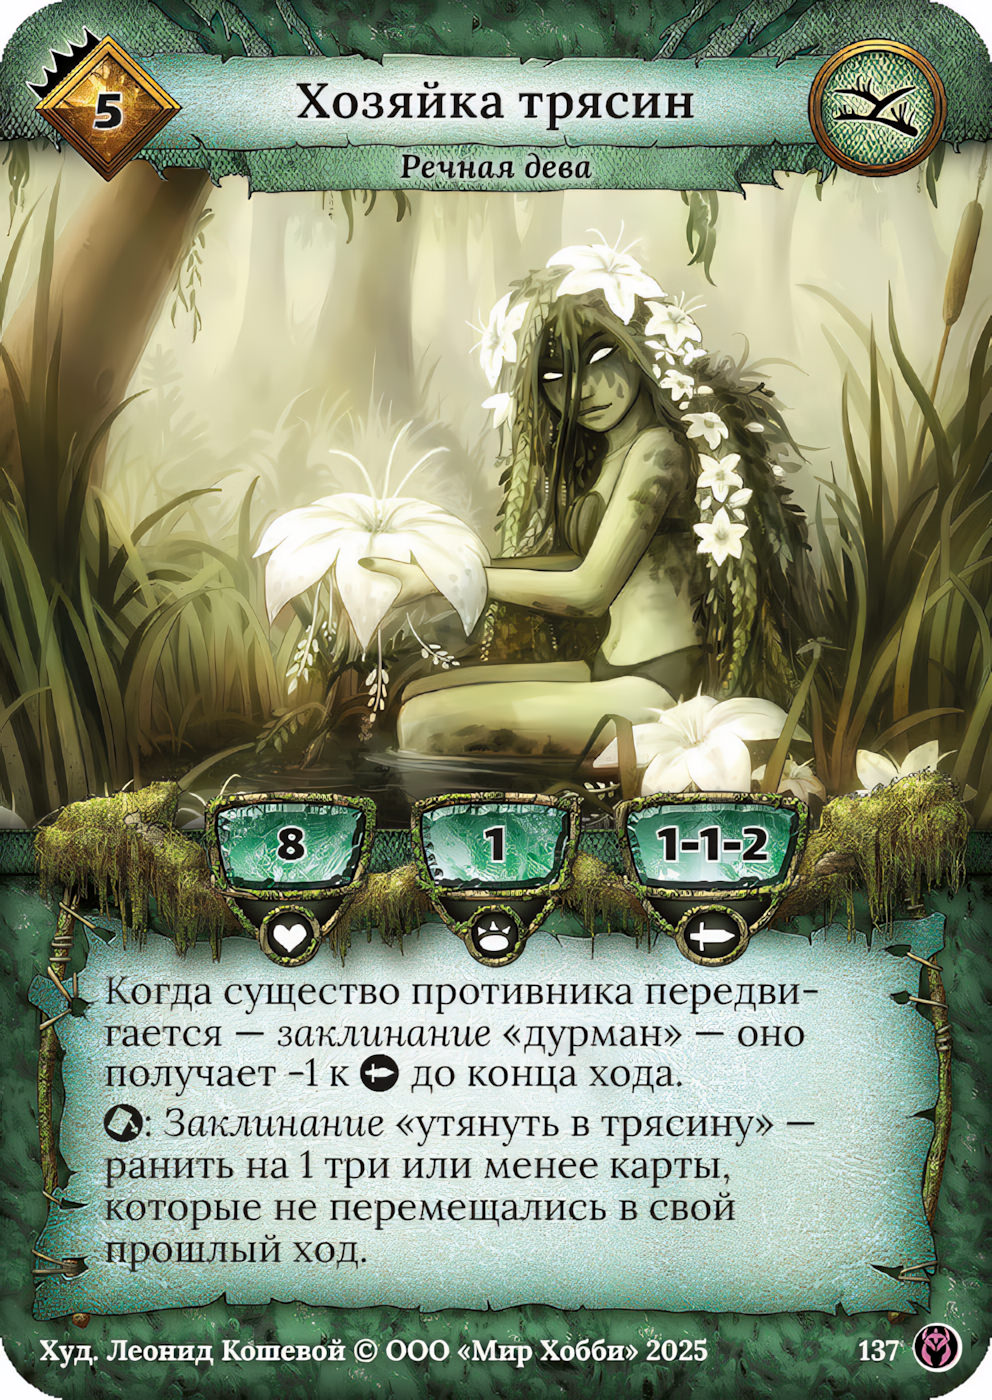 5
Хозяйка трясин
Речная дева
8
1
1-1-2
Когда существо противника передви-
гается — заклинание «дурман» — оно
получает -1 к до конца хода.
: Заклинание «утянуть в трясину» —
ранить на 1 три или менее карты,
которые не перемещались в свой
прошлый ход.
Худ. Леонид Кошевой © ООО «Мир Хобби» 2025
137